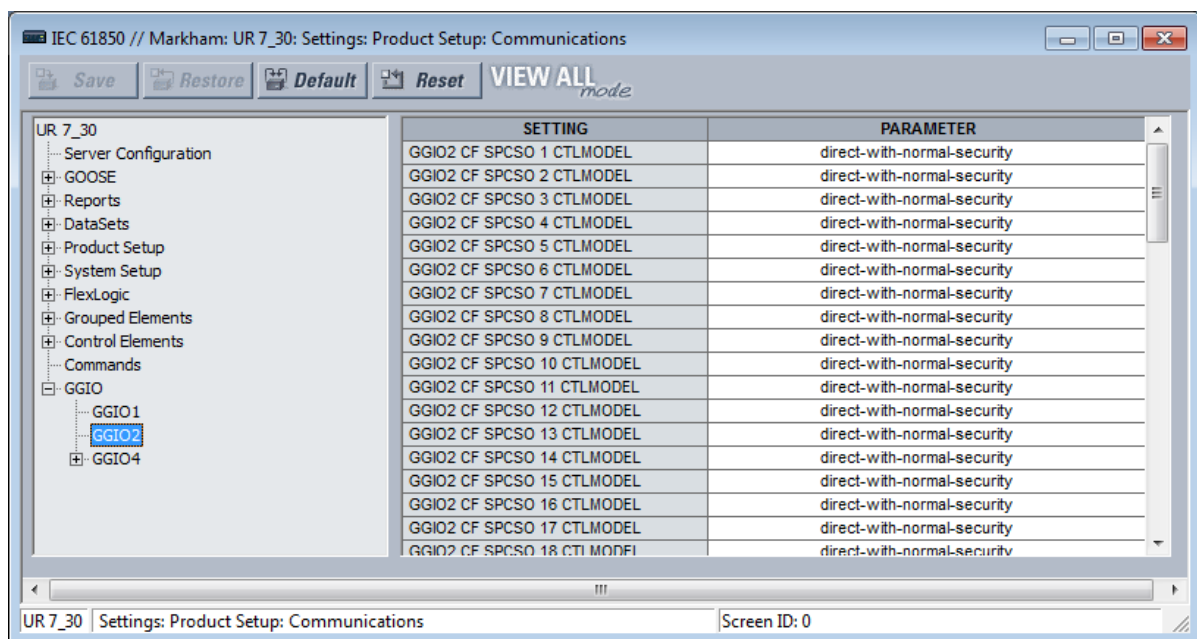 IEC 61850 // Markham: UR 7_30: Settings: Product Setup: Communications
Save Restore Default Reset VIEW ALL mode
UR 7_30
Server Configuration
GOOSE
Reports
DataSets
Product Setup
System Setup
FlexLogic
Grouped Elements
Control Elements
Commands
GGIO
GGIO1
GGIO2
GGIO4
SETTING PARAMETER
GGIO2 CF SPCSO 1 CTLMODEL direct-with-normal-security
GGIO2 CF SPCSO 2 CTLMODEL direct-with-normal-security
GGIO2 CF SPCSO 3 CTLMODEL direct-with-normal-security
GGIO2 CF SPCSO 4 CTLMODEL direct-with-normal-security
GGIO2 CF SPCSO 5 CTLMODEL direct-with-normal-security
GGIO2 CF SPCSO 6 CTLMODEL direct-with-normal-security
GGIO2 CF SPCSO 7 CTLMODEL direct-with-normal-security
GGIO2 CF SPCSO 8 CTLMODEL direct-with-normal-security
GGIO2 CF SPCSO 9 CTLMODEL direct-with-normal-security
GGIO2 CF SPCSO 10 CTLMODEL direct-with-normal-security
GGIO2 CF SPCSO 11 CTLMODEL direct-with-normal-security
GGIO2 CF SPCSO 12 CTLMODEL direct-with-normal-security
GGIO2 CF SPCSO 13 CTLMODEL direct-with-normal-security
GGIO2 CF SPCSO 14 CTLMODEL direct-with-normal-security
GGIO2 CF SPCSO 15 CTLMODEL direct-with-normal-security
GGIO2 CF SPCSO 16 CTLMODEL direct-with-normal-security
GGIO2 CF SPCSO 17 CTLMODEL direct-with-normal-security
GGIO2 CF SPCSO 18 CTLMODEL direct-with-normal-security
UR 7_30 Settings: Product Setup: Communications Screen ID: 0